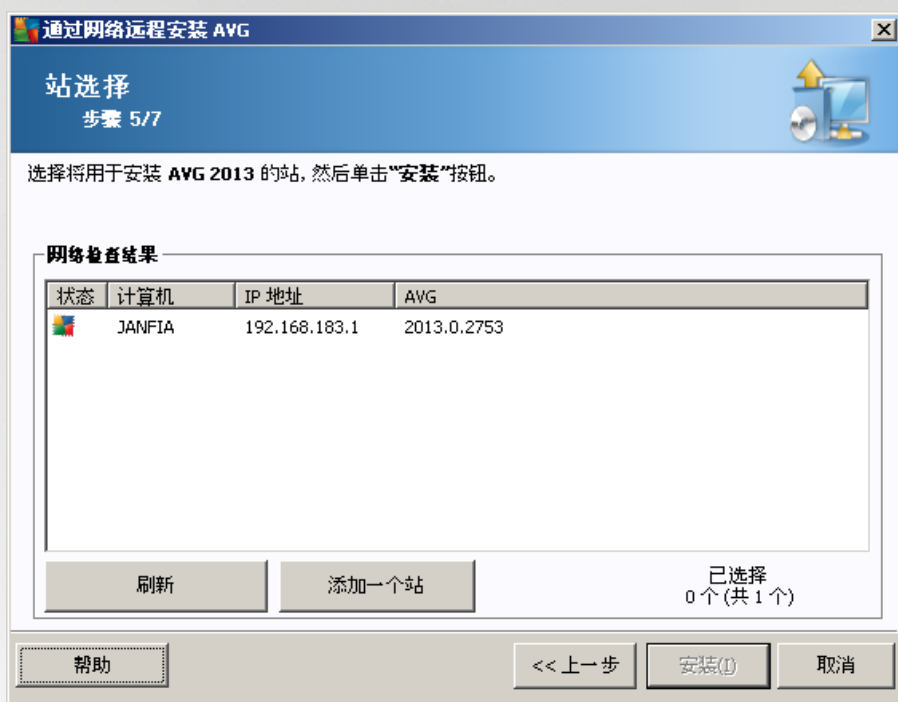 通过网络远程安装 AVG
站选择
步骤 5/7
选择将用于安装 AVG 2013 的站, 然后单击"安装"按钮。
网络检查结果
状态 计算机 IP 地址 AVG
JANFIA 192.168.183.1 2013.0.2753
刷新 添加一个站 已选择
0 个 (共 1 个)
帮助 << 上一步 安装(I) 取消